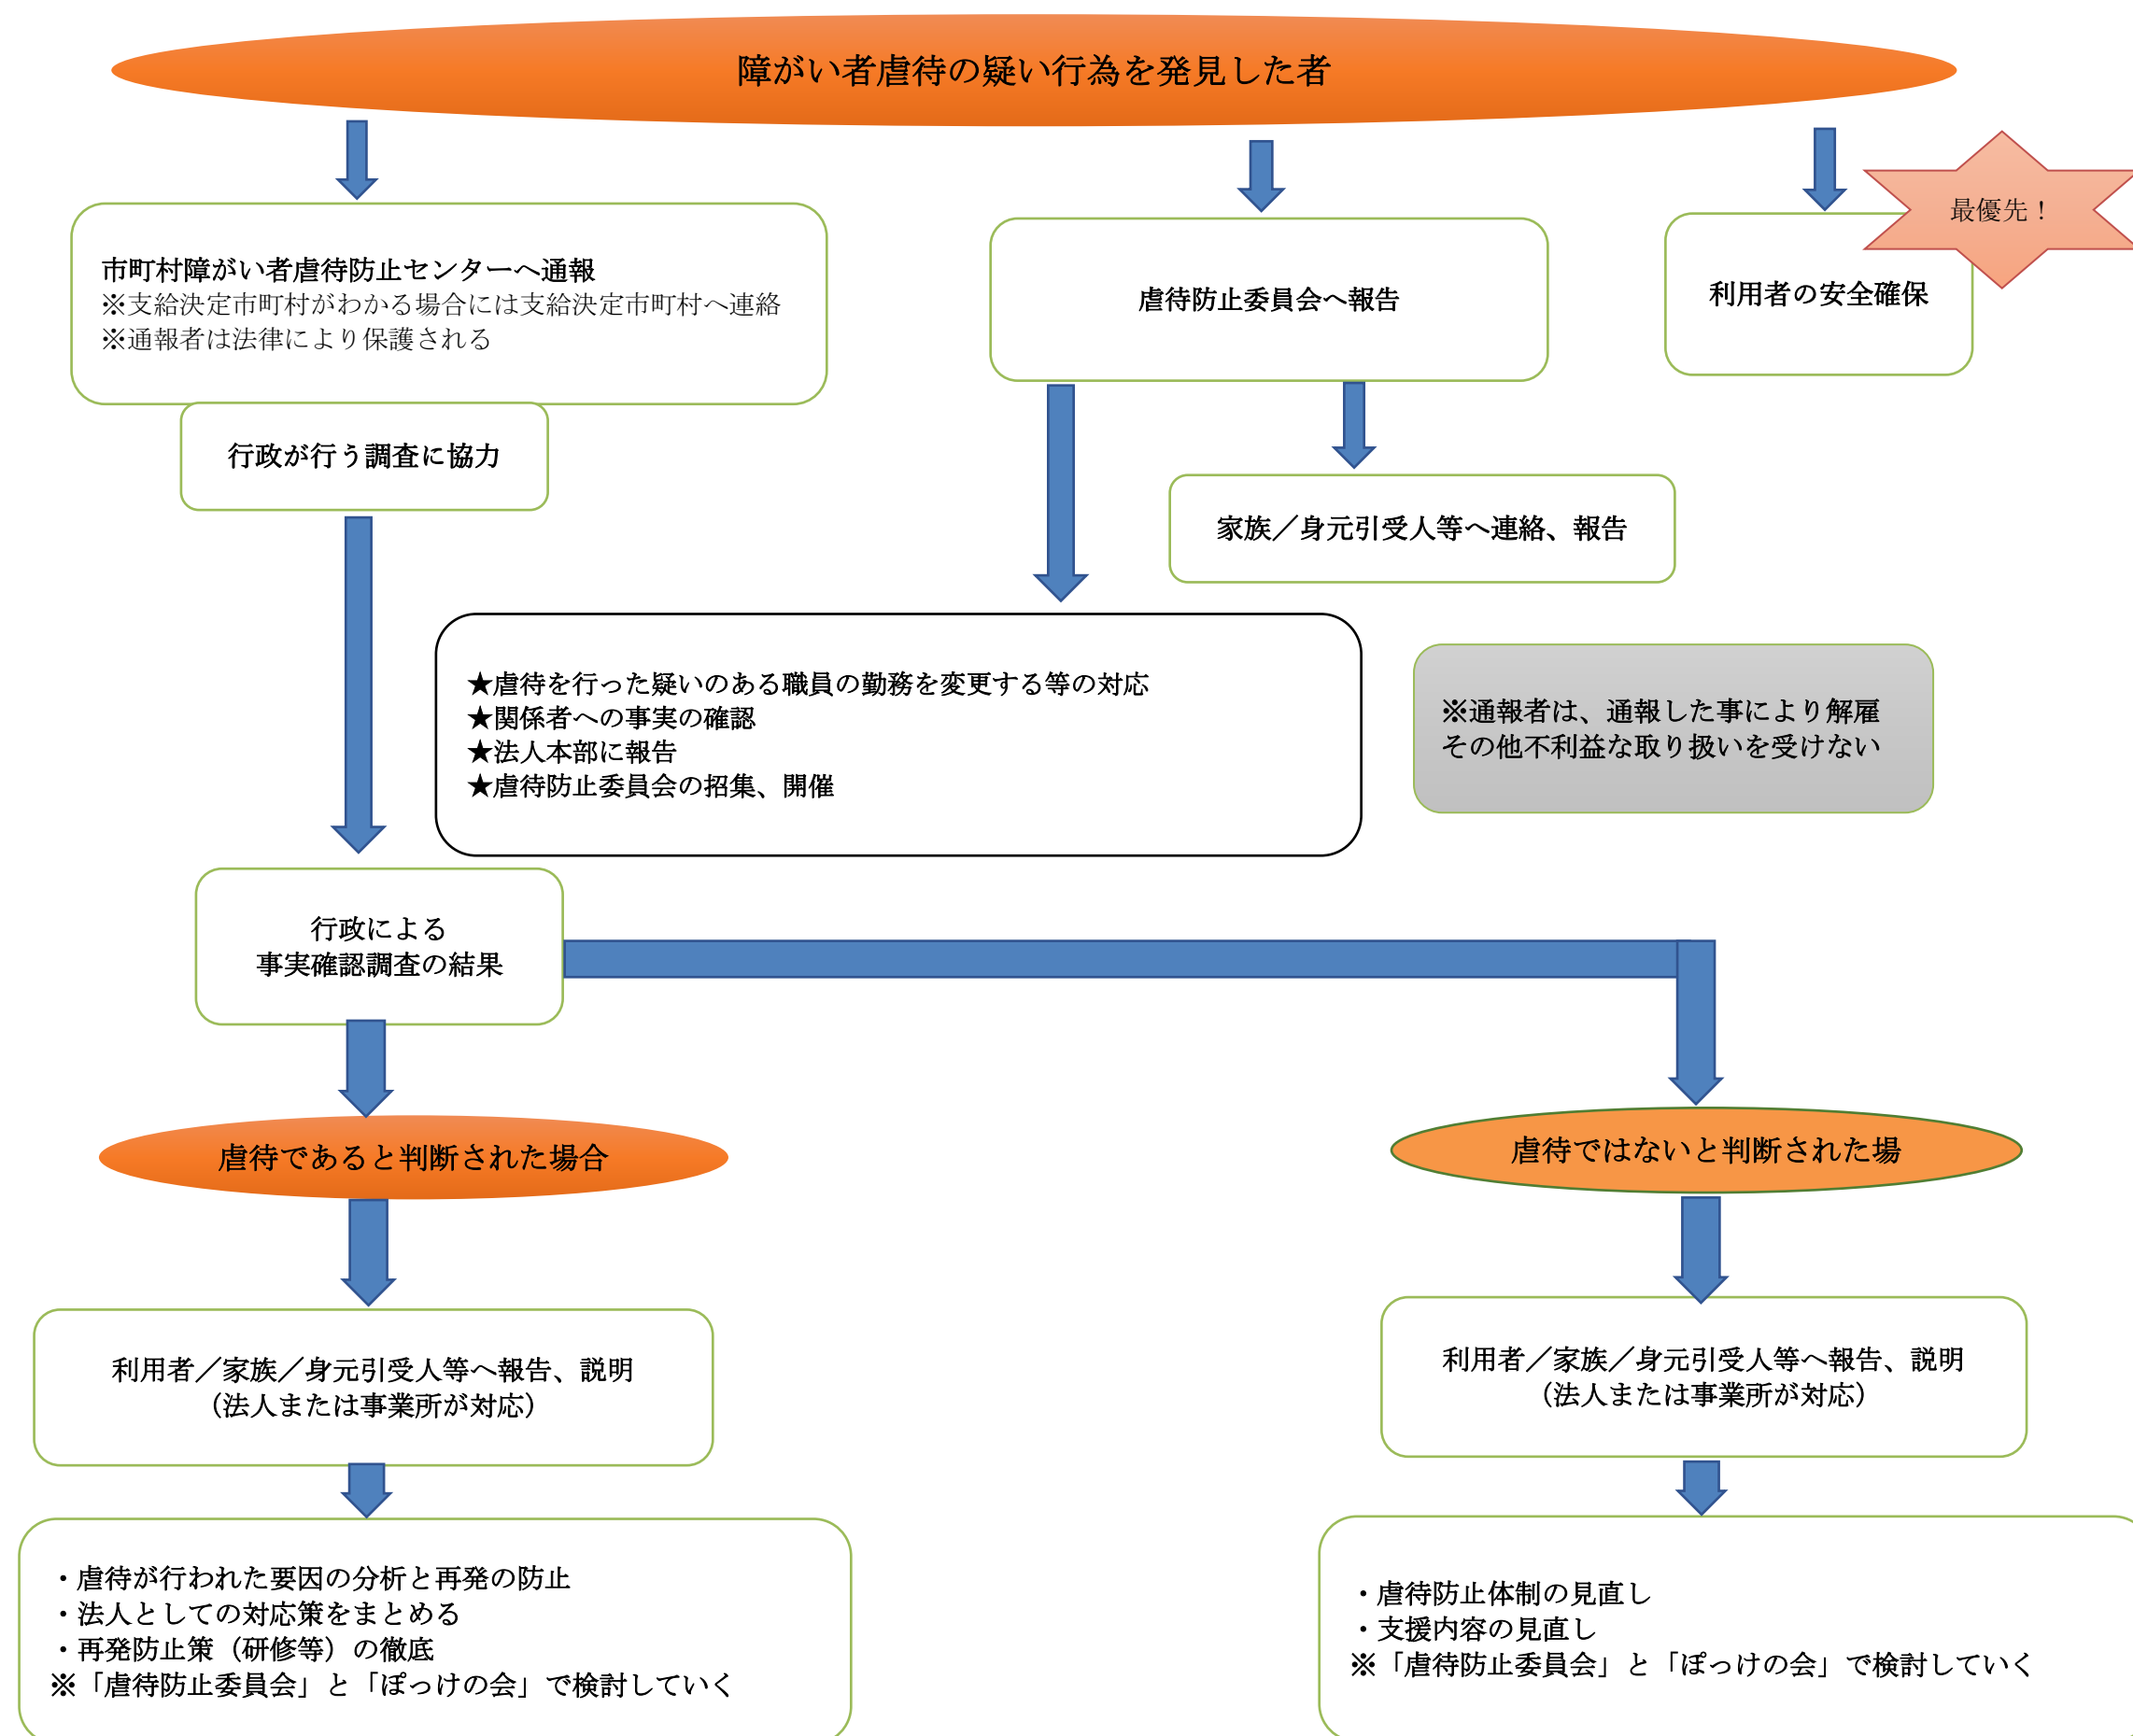 障がい者虐待の疑い行為を発見した者
最優先！
市町村障がい者虐待防止センターへ通報
※支給決定市町村がわかる場合には支給決定市町村へ連絡
※通報者は法律により保護される
虐待防止委員会へ報告
利用者の安全確保
行政が行う調査に協力
家族／身元引受人等へ連絡、報告
★虐待を行った疑いのある職員の勤務を変更する等の対応
★関係者への事実の確認
★法人本部に報告
★虐待防止委員会の招集、開催
※通報者は、通報した事により解雇
その他不利益な取り扱いを受けない
行政による
事実確認調査の結果
虐待であると判断された場合
虐待ではないと判断された場
利用者／家族／身元引受人等へ報告、説明
（法人または事業所が対応）
利用者／家族／身元引受人等へ報告、説明
（法人または事業所が対応）
・虐待が行われた要因の分析と再発の防止
・法人としての対応策をまとめる
・再発防止策（研修等）の徹底
※「虐待防止委員会」と「ぽっけの会」で検討していく
・虐待防止体制の見直し
・支援内容の見直し
※「虐待防止委員会」と「ぽっけの会」で検討していく